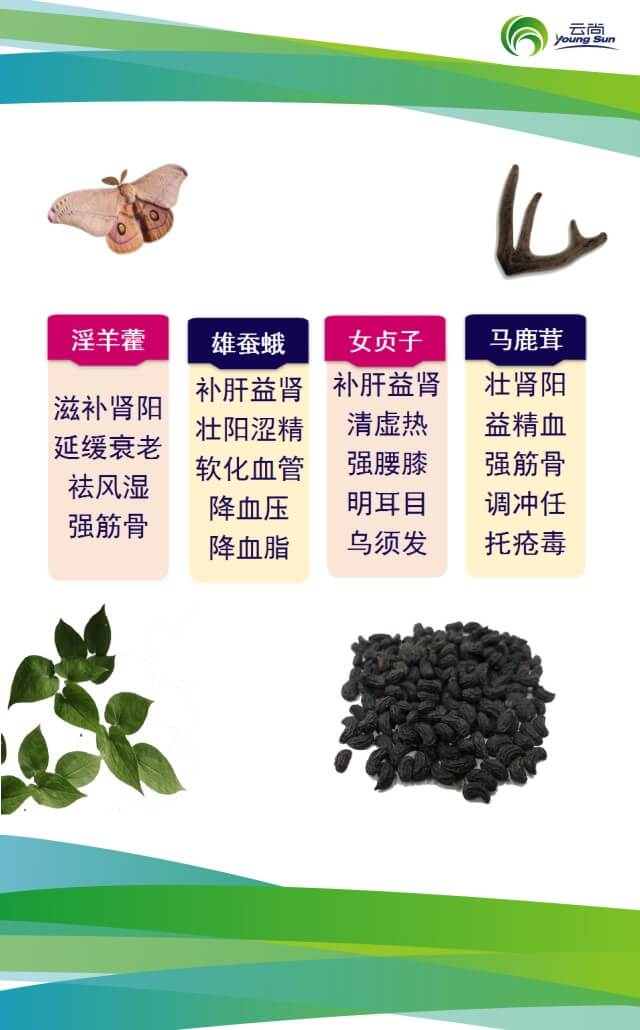 云尚
Young Sun
淫羊藿
滋补肾阳
延缓衰老
祛风湿
强筋骨
雄蚕蛾
补肝益肾
壮阳涩精
软化血管
降血压
降血脂
女贞子
补肝益肾
清虚热
强腰膝
明耳目
乌须发
马鹿茸
壮肾阳
益精血
强筋骨
调冲任
托疮毒